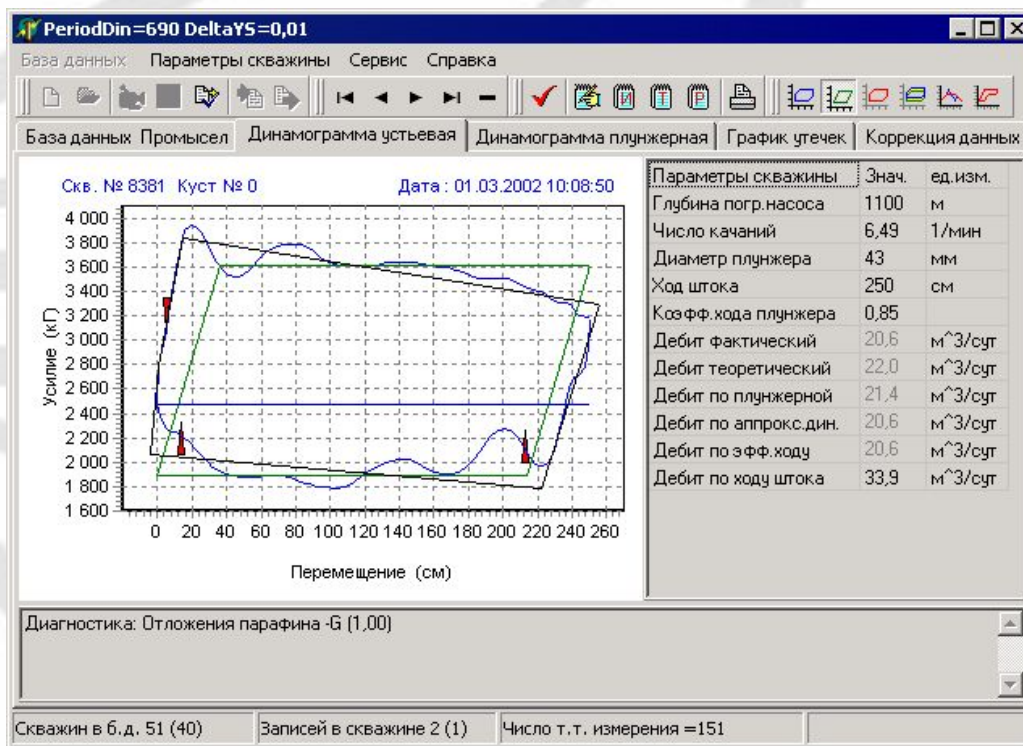 PeriodDin=690 DeltaYS=0,01
База данных Параметры скважины Сервис Справка
И Т Р
База данных Промысел Динамограмма устьевая Динамограмма плунжерная График утечек Коррекция данных
Скв. № 8381 Куст № 0 Дата : 01.03.2002 10:08:50
4 000
3 800
3 600
3 400
3 200
3 000
2 800
2 600
2 400
2 200
2 000
1 800
1 600
Усилие (кГ)
0 20 40 60 80 100 120 140 160 180 200 220 240 260
Перемещение (см)
Параметры скважины Знач. ед.изм.
Глубина погр.насоса 1100 м
Число качаний 6,49 1/мин
Диаметр плунжера 43 мм
Ход штока 250 см
Коэфф.хода плунжера 0,85
Дебит фактический 20,6 м^3/сут
Дебит теоретический 22,0 м^3/сут
Дебит по плунжерной 21,4 м^3/сут
Дебит по аппрокс.дин. 20,6 м^3/сут
Дебит по эфф.ходу 20,6 м^3/сут
Дебит по ходу штока 33,9 м^3/сут
Диагностика: Отложения парафина -G (1,00)
Скважин в б.д. 51 (40) Записей в скважине 2 (1) Число т.т. измерения =151